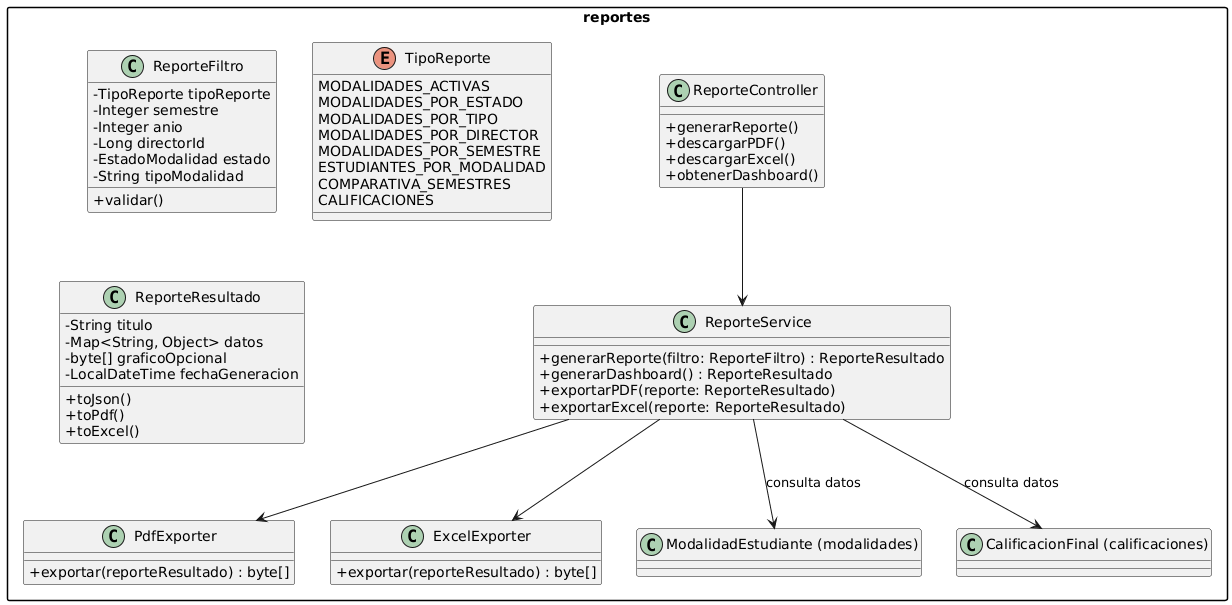 reportes
C ReporteFiltro
-TipoReporte tipoReporte
-Integer semestre
-Integer anio
-Long directorId
-EstadoModalidad estado
-String tipoModalidad
+validar()
E TipoReporte
MODALIDADES_ACTIVAS
MODALIDADES_POR_ESTADO
MODALIDADES_POR_TIPO
MODALIDADES_POR_DIRECTOR
MODALIDADES_POR_SEMESTRE
ESTUDIANTES_POR_MODALIDAD
COMPARATIVA_SEMESTRES
CALIFICACIONES
C ReporteController
+generarReporte()
+descargarPDF()
+descargarExcel()
+obtenerDashboard()
C ReporteResultado
-String titulo
-Map<String, Object> datos
-byte[] graficoOpcional
-LocalDateTime fechaGeneracion
+toJson()
+toPdf()
+toExcel()
C ReporteService
+generarReporte(filtro: ReporteFiltro) : ReporteResultado
+generarDashboard() : ReporteResultado
+exportarPDF(reporte: ReporteResultado)
+exportarExcel(reporte: ReporteResultado)
consulta datos
consulta datos
C PdfExporter
+exportar(reporteResultado) : byte[]
C ExcelExporter
+exportar(reporteResultado) : byte[]
C ModalidadEstudiante (modalidades)
C CalificacionFinal (calificaciones)